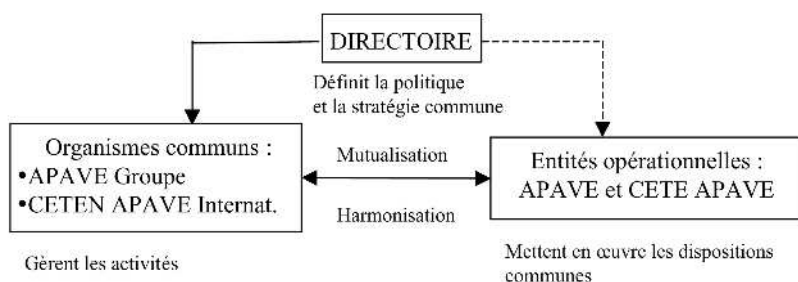 DIRECTOIRE
Définit la politique
et la stratégie commune
Organismes communs :
•APAVE Groupe
•CETEN APAVE Internat.
Mutualisation
Harmonisation
Entités opérationnelles :
APAVE et CETE APAVE
Gèrent les activités
Mettent en œuvre les dispositions
communes